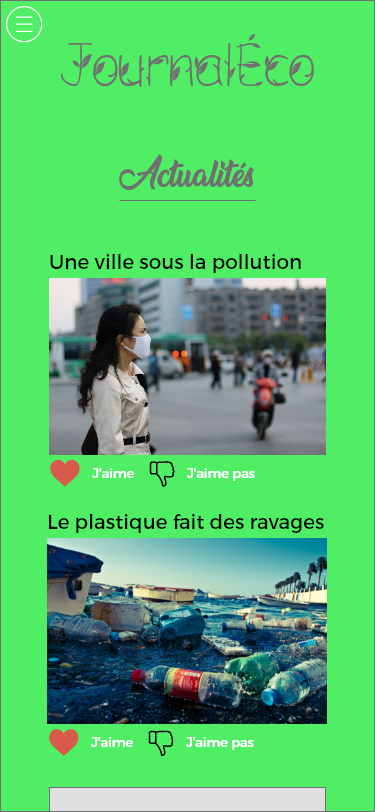 JournalÉco
Actualités
Une ville sous la pollution
J'aime J'aime pas
Le plastique fait des ravages
J'aime J'aime pas